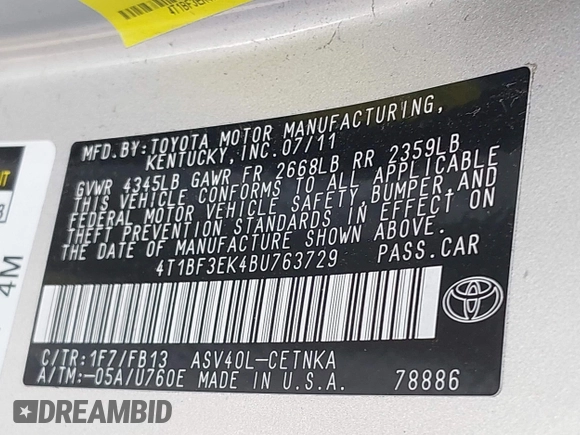 MFD.BY:TOYOTA MOTOR MANUFACTURING,
KENTUCKY,INC.07/11
GVWR 4345LB GAWR FR 2668LB RR 2359LB
THIS VEHICLE CONFORMS TO ALL APPLICABLE
FEDERAL MOTOR VEHICLE SAFETY,BUMPER,AND
THEFT PREVENTION STANDARDS IN EFFECT ON
THE DATE OF MANUFACTURE SHOWN ABOVE.
4T1BF3EK4BU763729 PASS.CAR
C/TR:1F7/FB13 ASV40L-CETNKA
A/TM:-05A/U760E MADE IN U.S.A. 78886
4M
DREAMBID